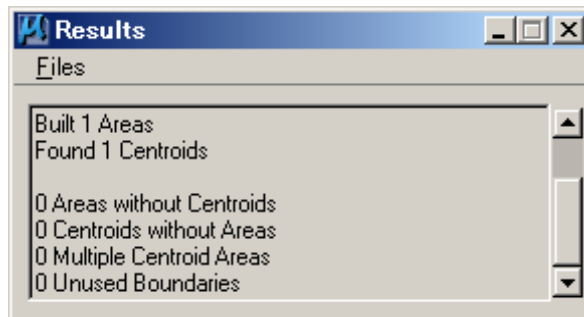 Results
Files
Built 1 Areas
Found 1 Centroids
0 Areas without Centroids
0 Centroids without Areas
0 Multiple Centroid Areas
0 Unused Boundaries